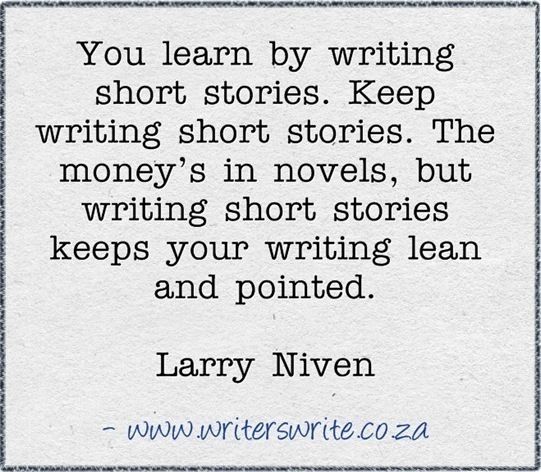 You learn by writing
short stories. Keep
writing short stories. The
money's in novels, but
writing short stories
keeps your writing lean
and pointed.
Larry Niven
- www.writerswrite.co.za